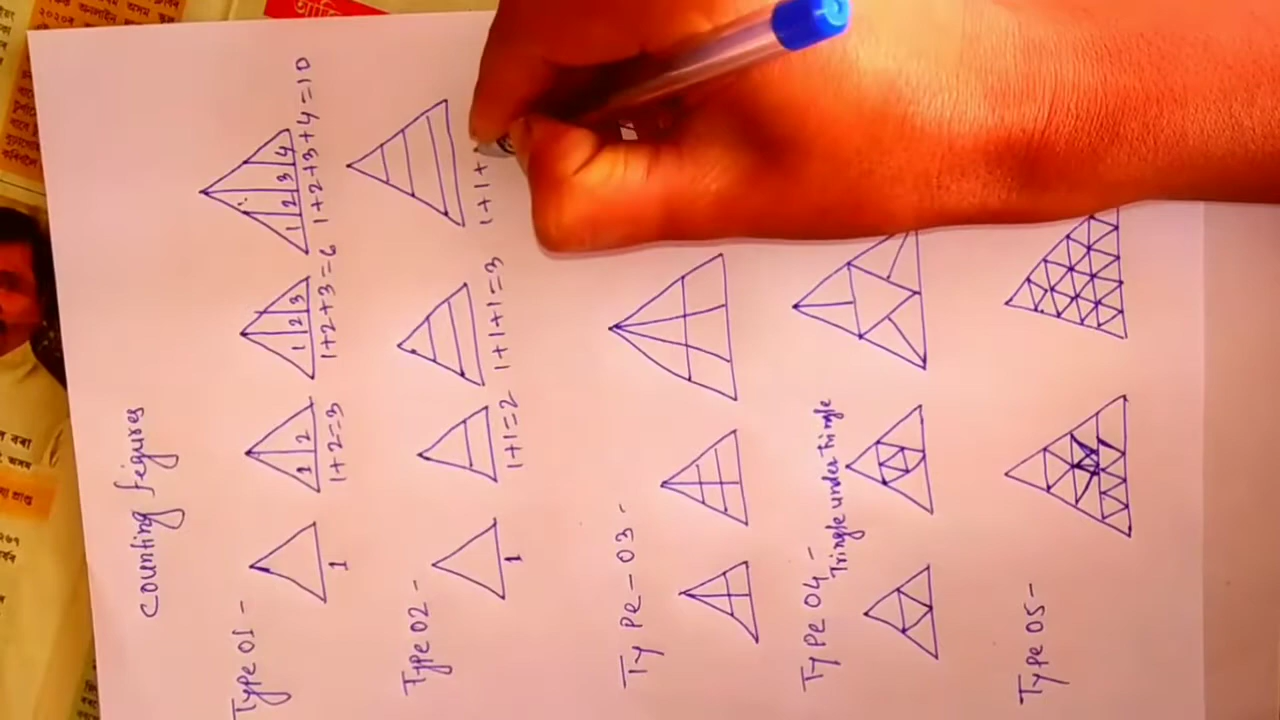 counting figures
Type 01 -
1
1 2
1+2=3
1 2 3
1+2+3=6
1 2 3 4
1+2+3+4=10
Type 02 -
1
1+1=2
1+1+1=3
1+1+
Type-03-
Type 04-
Tringle under tringle
Type 05-